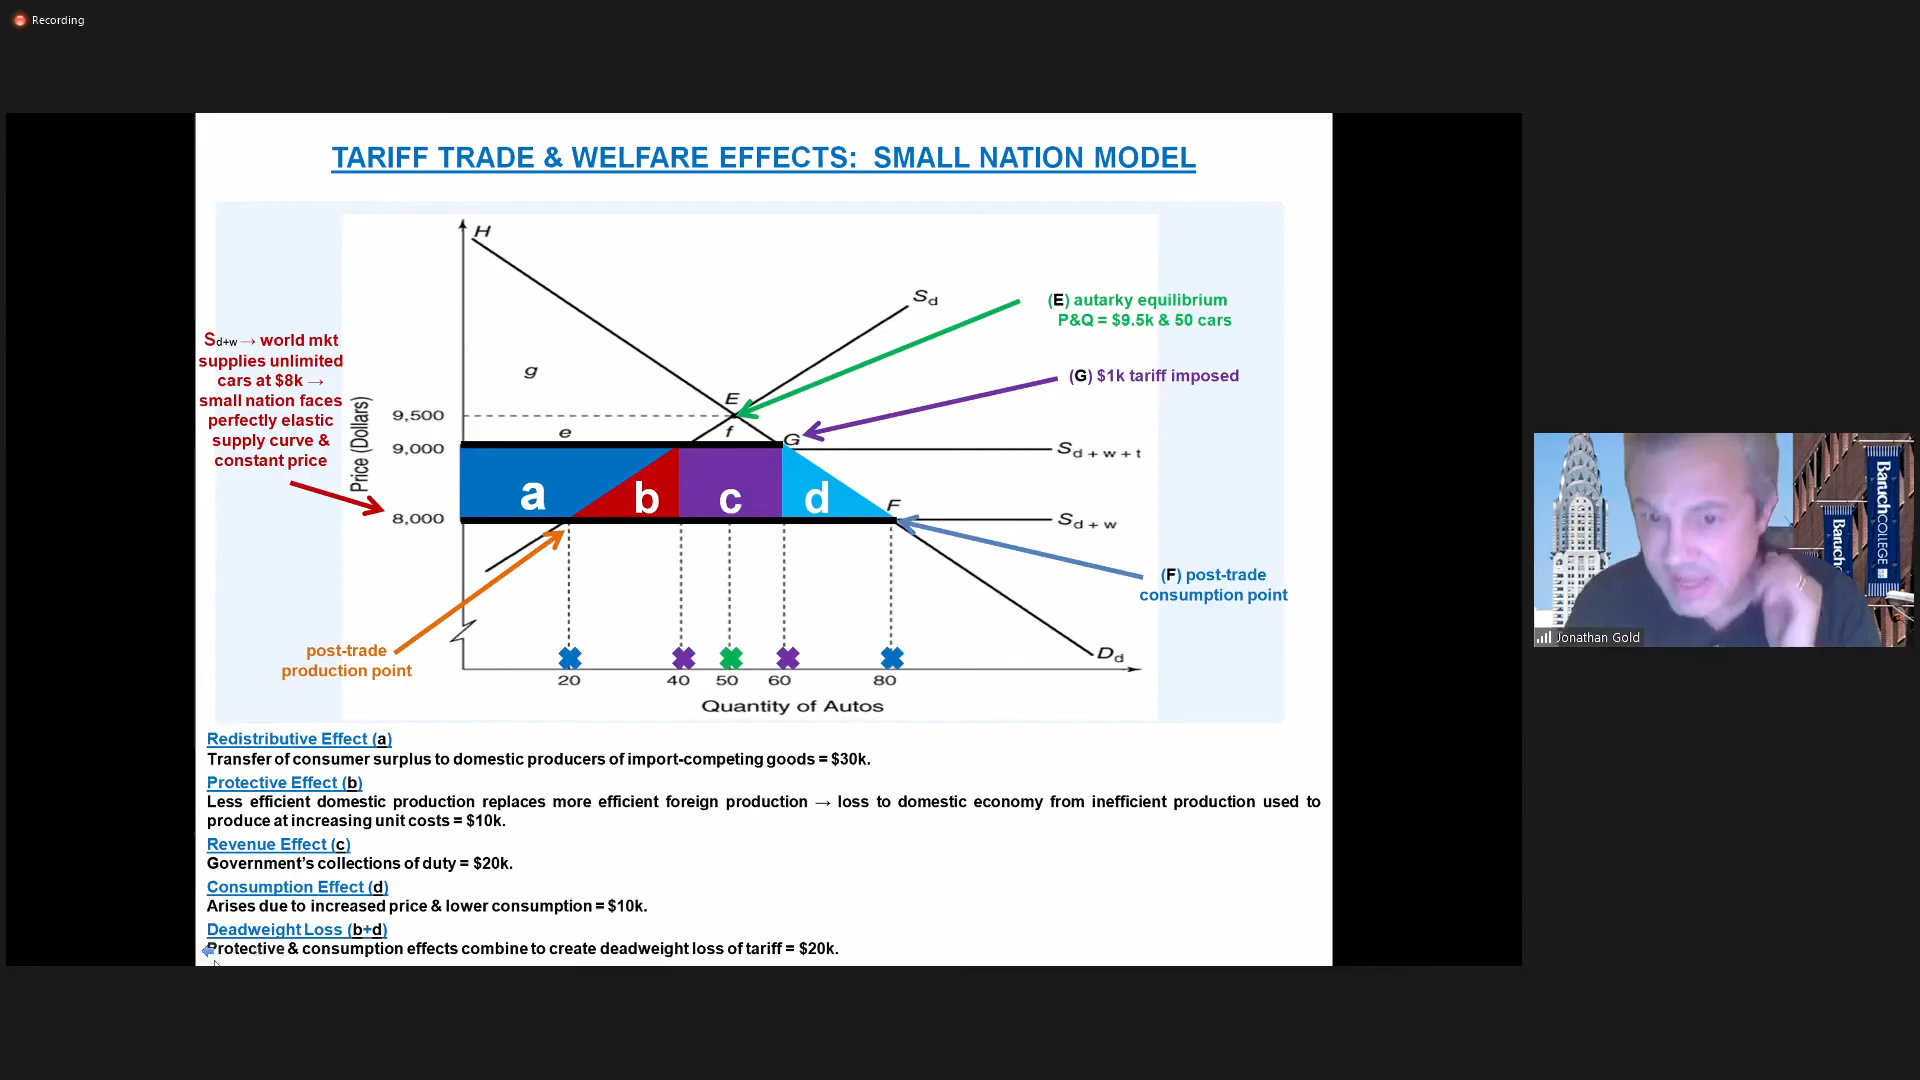 Recording
TARIFF TRADE & WELFARE EFFECTS: SMALL NATION MODEL
H
Sd
(E) autarky equilibrium
P&Q = $9.5k & 50 cars
Sd+w → world mkt
supplies unlimited
cars at $8k →
small nation faces
perfectly elastic
supply curve &
constant price
g
(G) $1k tariff imposed
Price (Dollars)
E
9,500
e
f
G
9,000
Sd + w + t
a
b
c
d
F
8,000
Sd + w
(F) post-trade
consumption point
post-trade
production point
Dd
20
40
50
60
80
Quantity of Autos
Redistributive Effect (a)
Transfer of consumer surplus to domestic producers of import-competing goods = $30k.
Protective Effect (b)
Less efficient domestic production replaces more efficient foreign production → loss to domestic economy from inefficient production used to
produce at increasing unit costs = $10k.
Revenue Effect (c)
Government's collections of duty = $20k.
Consumption Effect (d)
Arises due to increased price & lower consumption = $10k.
Deadweight Loss (b+d)
Protective & consumption effects combine to create deadweight loss of tariff = $20k.
Baruch COLLEGE
Baruch
Jonathan Gold